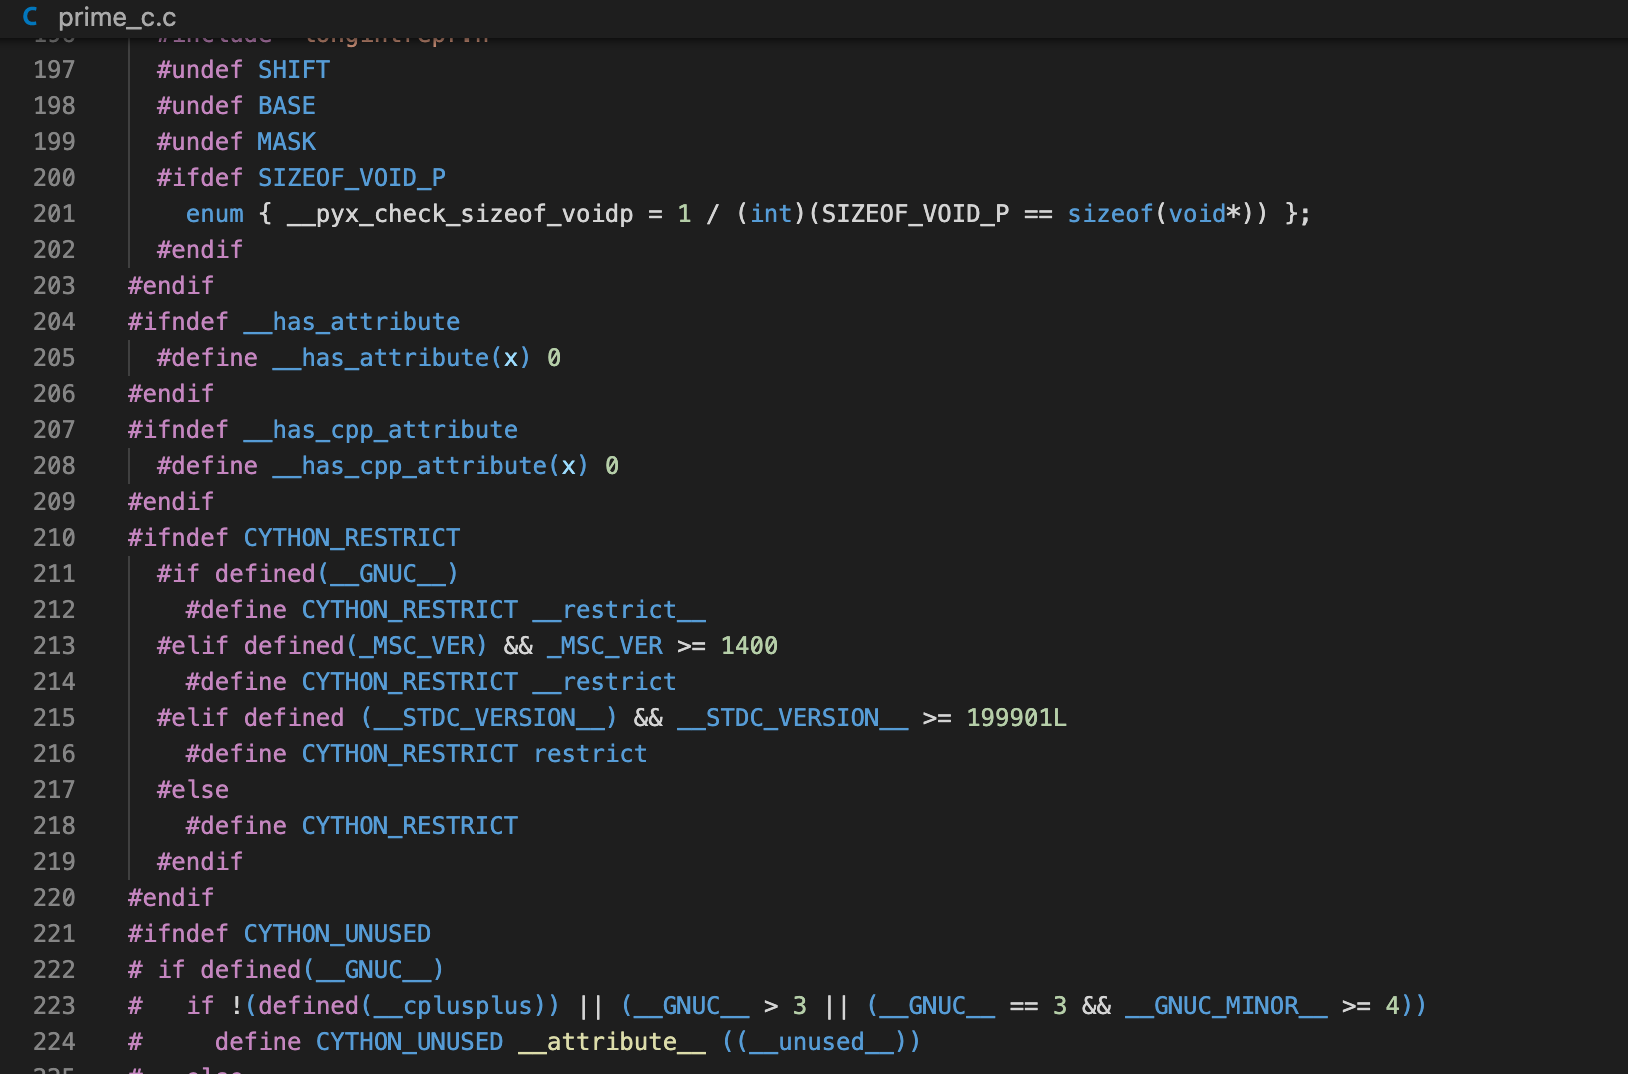 C prime_c.c
197 #undef SHIFT
198 #undef BASE
199 #undef MASK
200 #ifdef SIZEOF_VOID_P
201 enum { __pyx_check_sizeof_voidp = 1 / (int)(SIZEOF_VOID_P == sizeof(void*)) };
202 #endif
203 #endif
204 #ifndef __has_attribute
205 #define __has_attribute(x) 0
206 #endif
207 #ifndef __has_cpp_attribute
208 #define __has_cpp_attribute(x) 0
209 #endif
210 #ifndef CYTHON_RESTRICT
211 #if defined(__GNUC__)
212 #define CYTHON_RESTRICT __restrict__
213 #elif defined(_MSC_VER) && _MSC_VER >= 1400
214 #define CYTHON_RESTRICT __restrict
215 #elif defined (__STDC_VERSION__) && __STDC_VERSION__ >= 199901L
216 #define CYTHON_RESTRICT restrict
217 #else
218 #define CYTHON_RESTRICT
219 #endif
220 #endif
221 #ifndef CYTHON_UNUSED
222 # if defined(__GNUC__)
223 #   if !(defined(__cplusplus)) || (__GNUC__ > 3 || (__GNUC__ == 3 && __GNUC_MINOR__ >= 4))
224 #     define CYTHON_UNUSED __attribute__ ((__unused__))